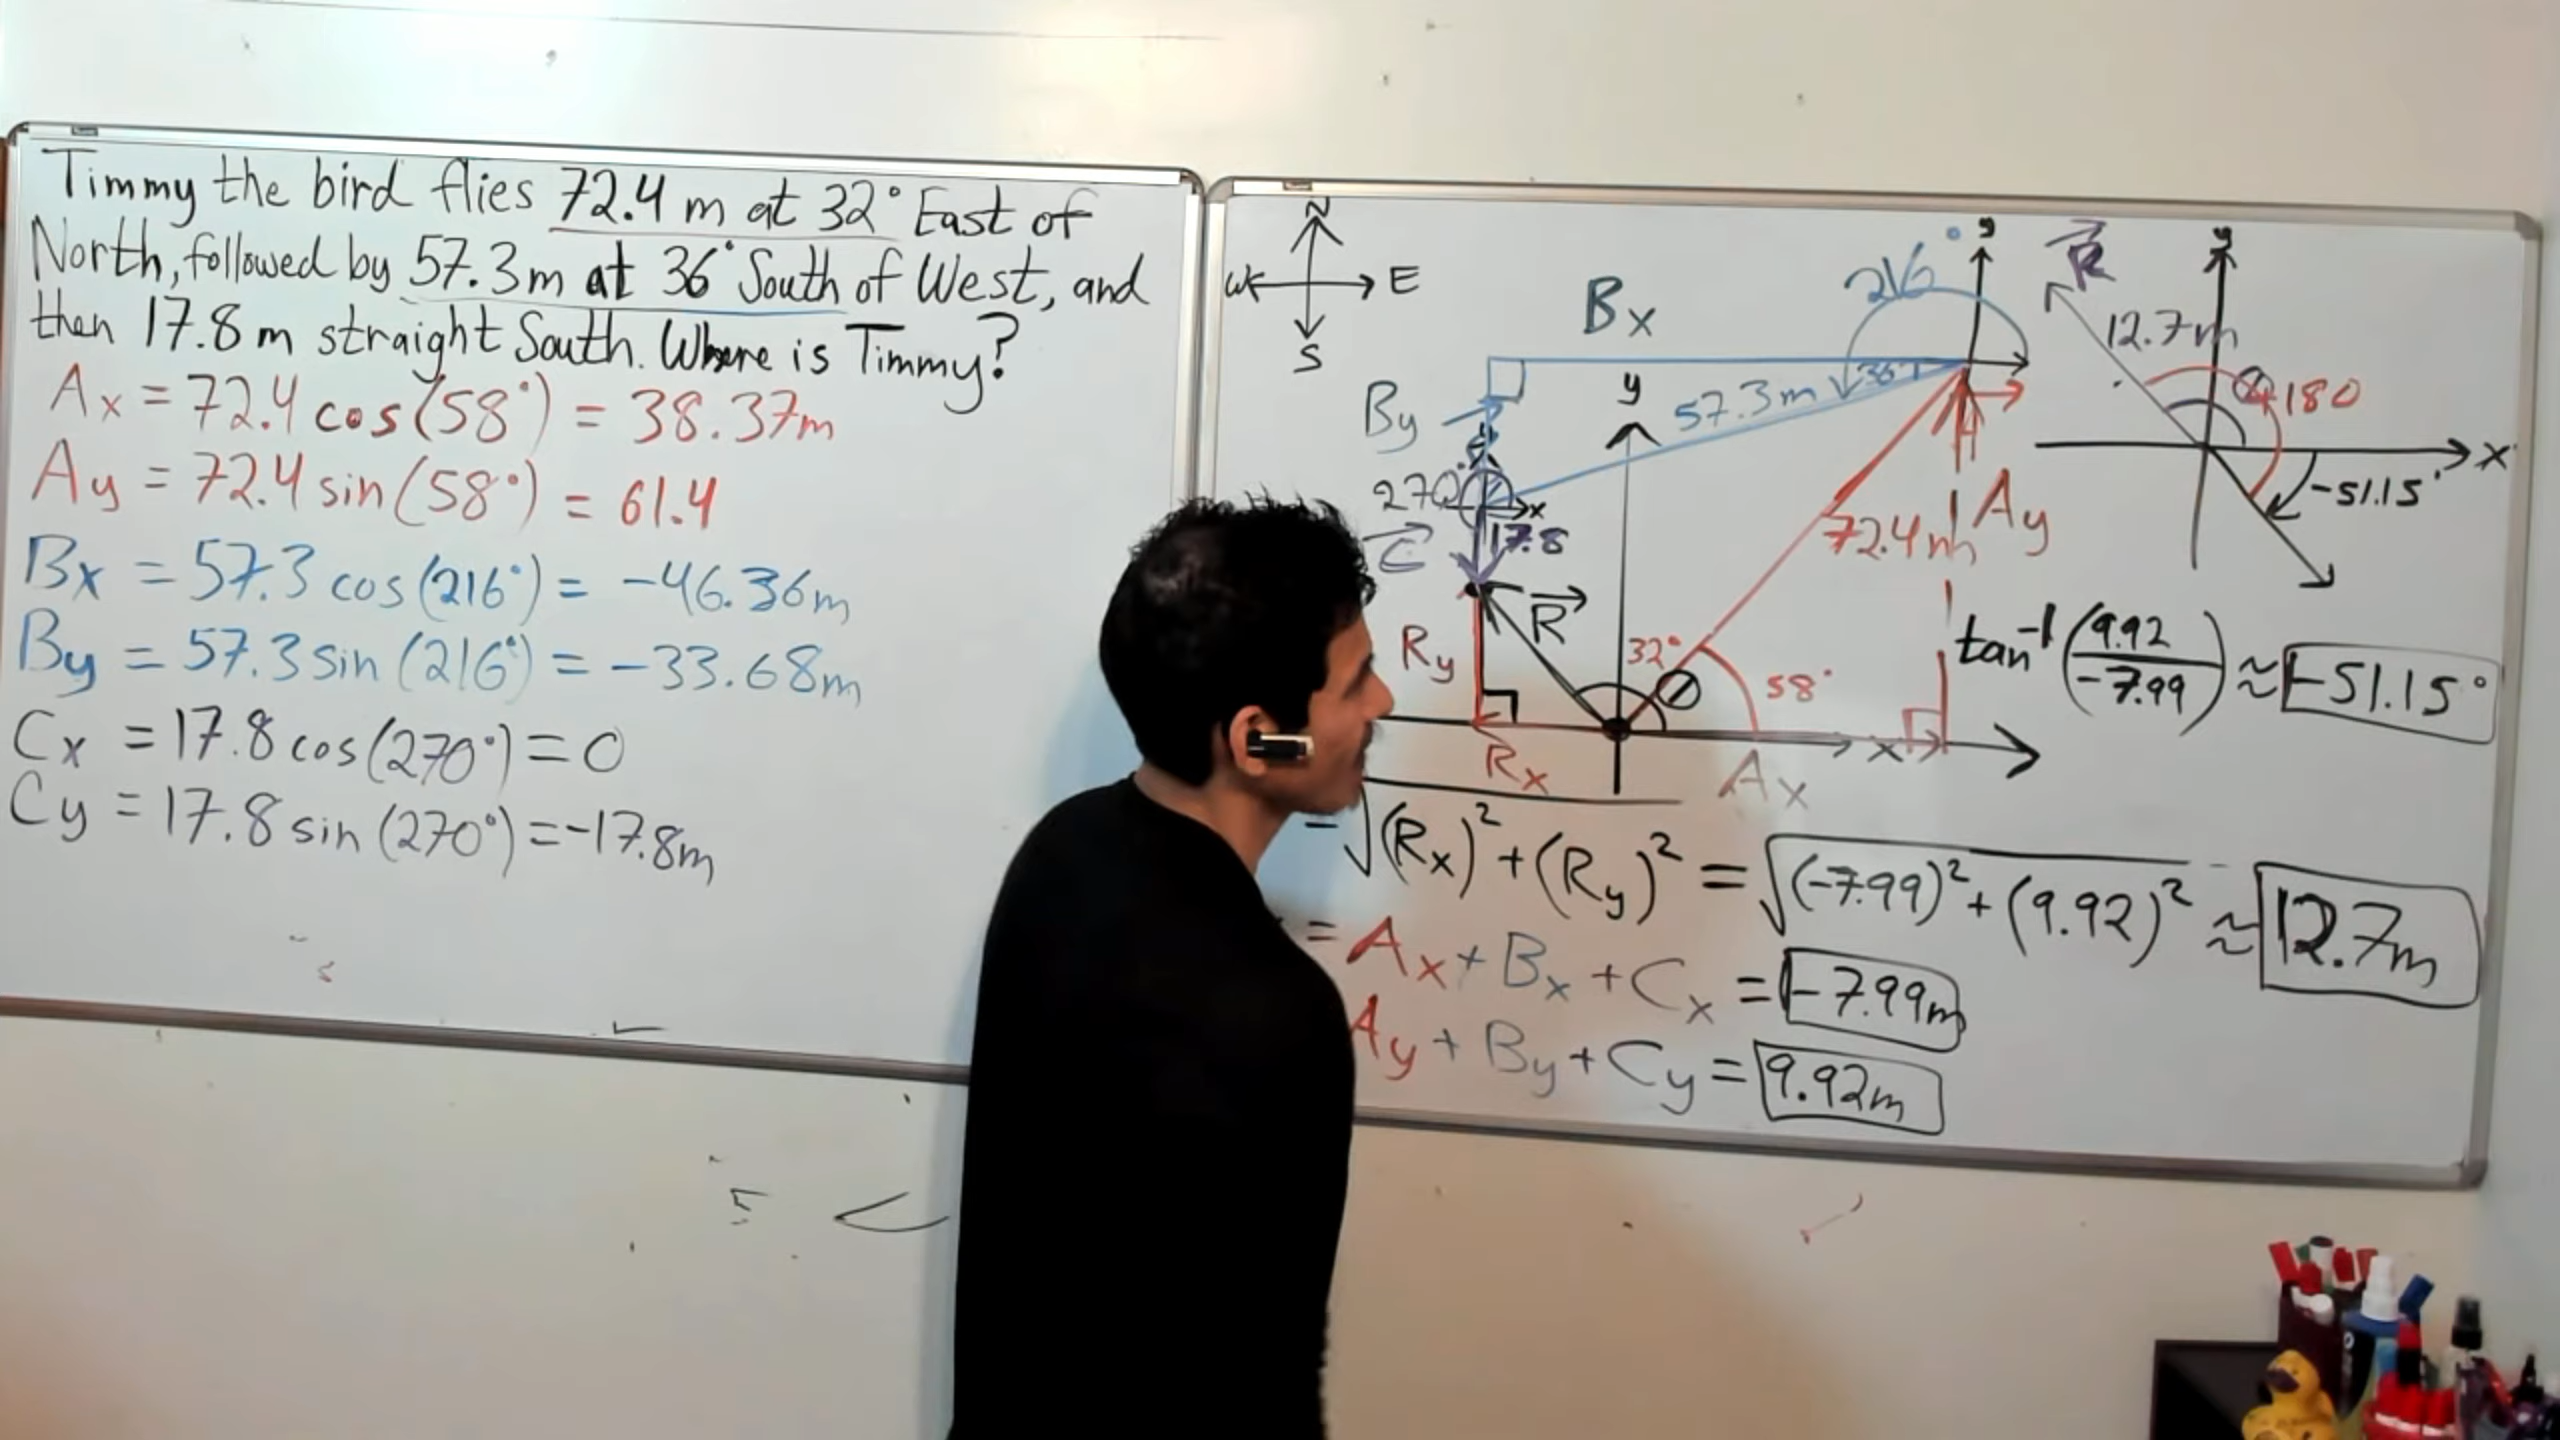 Timmy the bird flies 72.4 m at 32° East of
North, followed by 57.3m at 36° South of West, and
then 17.8 m straight South. Where is Timmy?
Ax = 72.4 cos(58°) = 38.37m
Ay = 72.4 sin(58°) = 61.4
Bx = 57.3 cos(216°) = -46.36m
By = 57.3 sin(216°) = -33.68m
Cx = 17.8 cos(270°) = 0
Cy = 17.8 sin(270°) = -17.8m
N
W
E
S
Bx
216°
y
36°
57.3m
By
y
270°
x
17.8
C
R
Ry
32°
58°
72.4m
Ay
Rx
Ax
x
R
y
12.7m
+180
x
-51.15°
tan⁻¹(9.92/-7.99) ≈ -51.15°
= √(Rx)² + (Ry)² = √(-7.99)² + (9.92)² ≈ 12.7m
= Ax + Bx + Cx = -7.99m
Ay + By + Cy = 9.92m